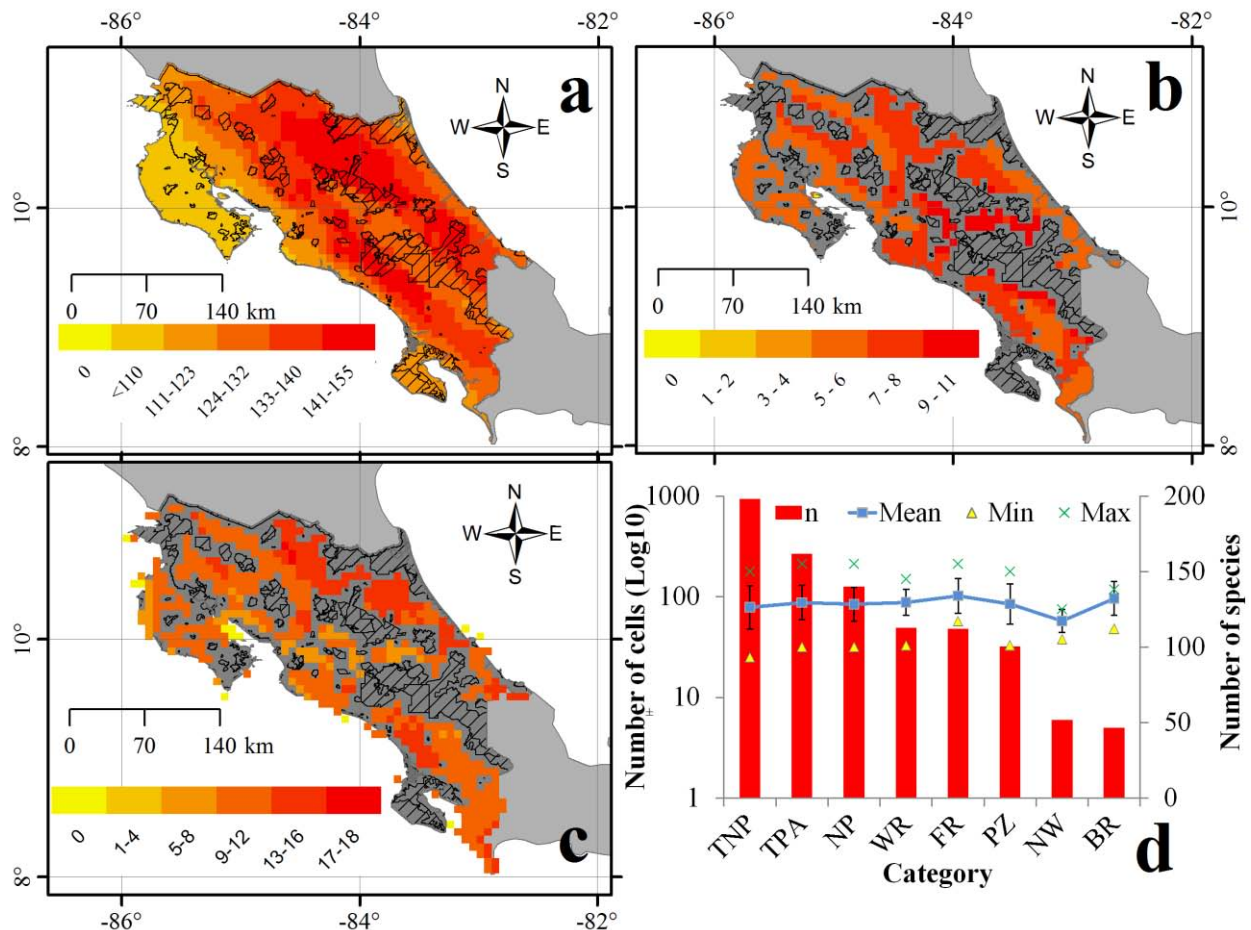 -86°
-84°
-82°
-86°
-84°
-82°
a
N
W
E
S
10°
0
70
140 km
0
<110
111-123
124-132
133-140
141-155
8°
b
N
W
E
S
10°
0
70
140 km
0
1 - 2
3 - 4
5 - 6
7 - 8
9 - 11
8°
c
N
W
E
S
10°
0
70
140 km
0
1-4
5-8
9-12
13-16
17-18
8°
-86°
-84°
-82°
n
Mean
Min
Max
1000
100
10
1
Number of cells (Log10)
±
200
150
100
50
0
Number of species
TNP
TPA
NP
WR
FR
PZ
NW
BR
Category
d